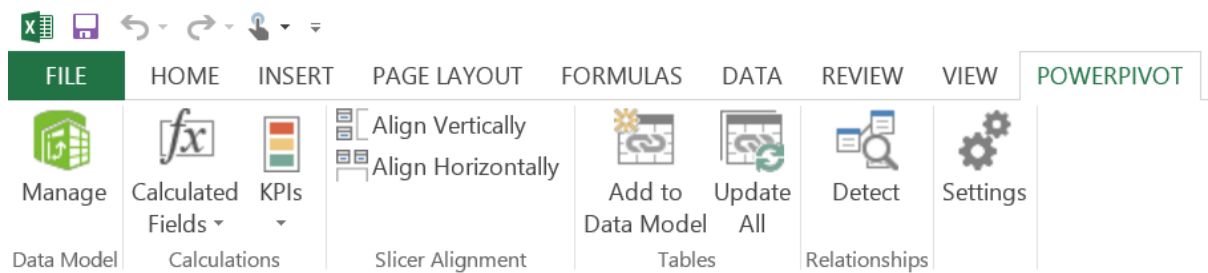 FILE HOME INSERT PAGE LAYOUT FORMULAS DATA REVIEW VIEW POWERPIVOT
Manage
Calculated
Fields
KPIs
Align Vertically
Align Horizontally
Add to
Data Model
Update
All
Detect
Settings
Data Model Calculations Slicer Alignment Tables Relationships